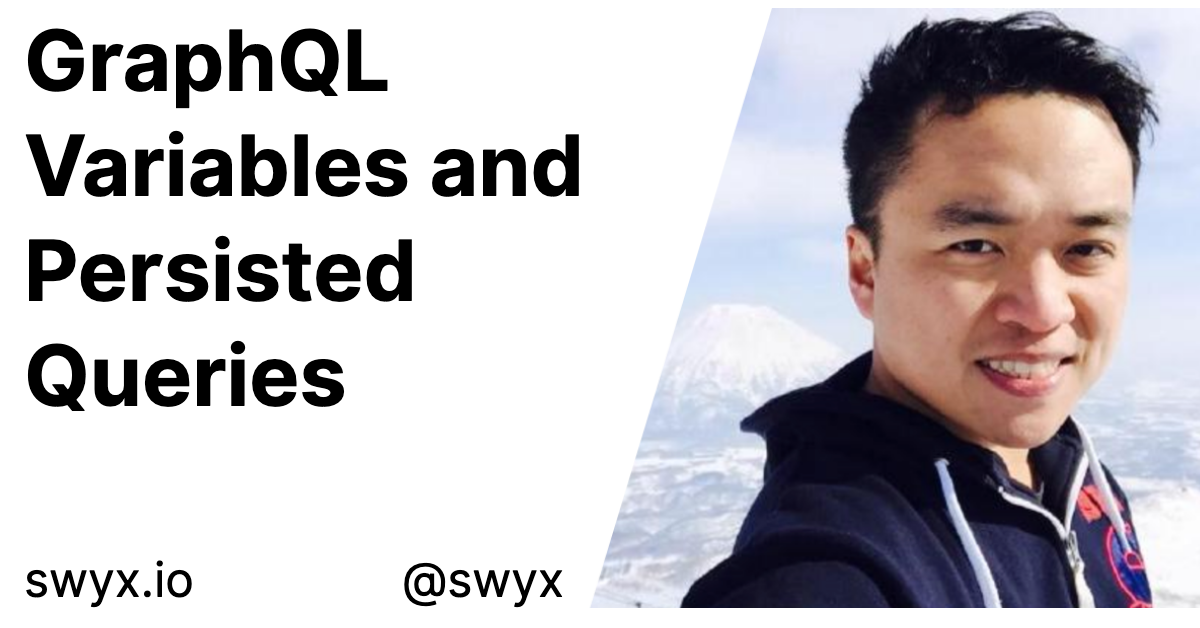 GraphQL
Variables and
Persisted
Queries
swyx.io
@swyx